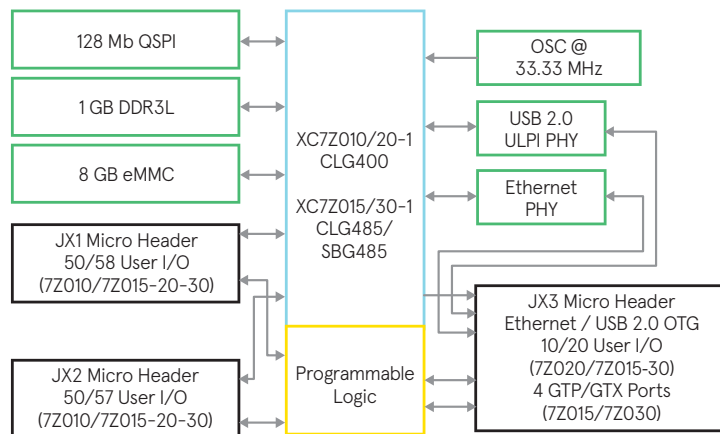 128 Mb QSPI
1 GB DDR3L
8 GB eMMC
JX1 Micro Header
50/58 User I/O
(7Z010/7Z015-20-30)
JX2 Micro Header
50/57 User I/O
(7Z010/7Z015-20-30)
XC7Z010/20-1
CLG400
XC7Z015/30-1
CLG485/
SBG485
Programmable
Logic
OSC @
33.33 MHz
USB 2.0
ULPI PHY
Ethernet
PHY
JX3 Micro Header
Ethernet / USB 2.0 OTG
10/20 User I/O
(7Z020/7Z015-30)
4 GTP/GTX Ports
(7Z015/7Z030)